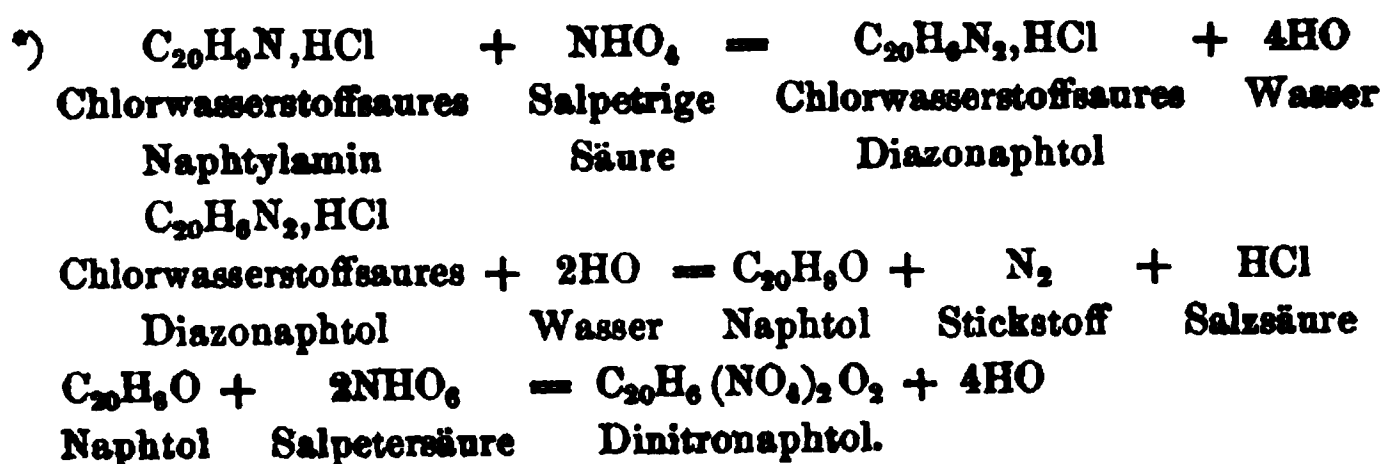 *) C₂₀H₉N,HCl + NHO₄ = C₂₀H₆N₂,HCl + 4HO
Chlorwasserstoffsaures Salpetrige Chlorwasserstoffsaures Wasser
Naphtylamin Säure Diazonaphtol
C₂₀H₆N₂,HCl
Chlorwasserstoffsaures + 2HO = C₂₀H₈O + N₂ + HCl
Diazonaphtol Wasser Naphtol Stickstoff Salzsäure
C₂₀H₈O + 2NHO₆ = C₂₀H₆(NO₄)₂O₂ + 4HO
Naphtol Salpetersäure Dinitronaphtol.